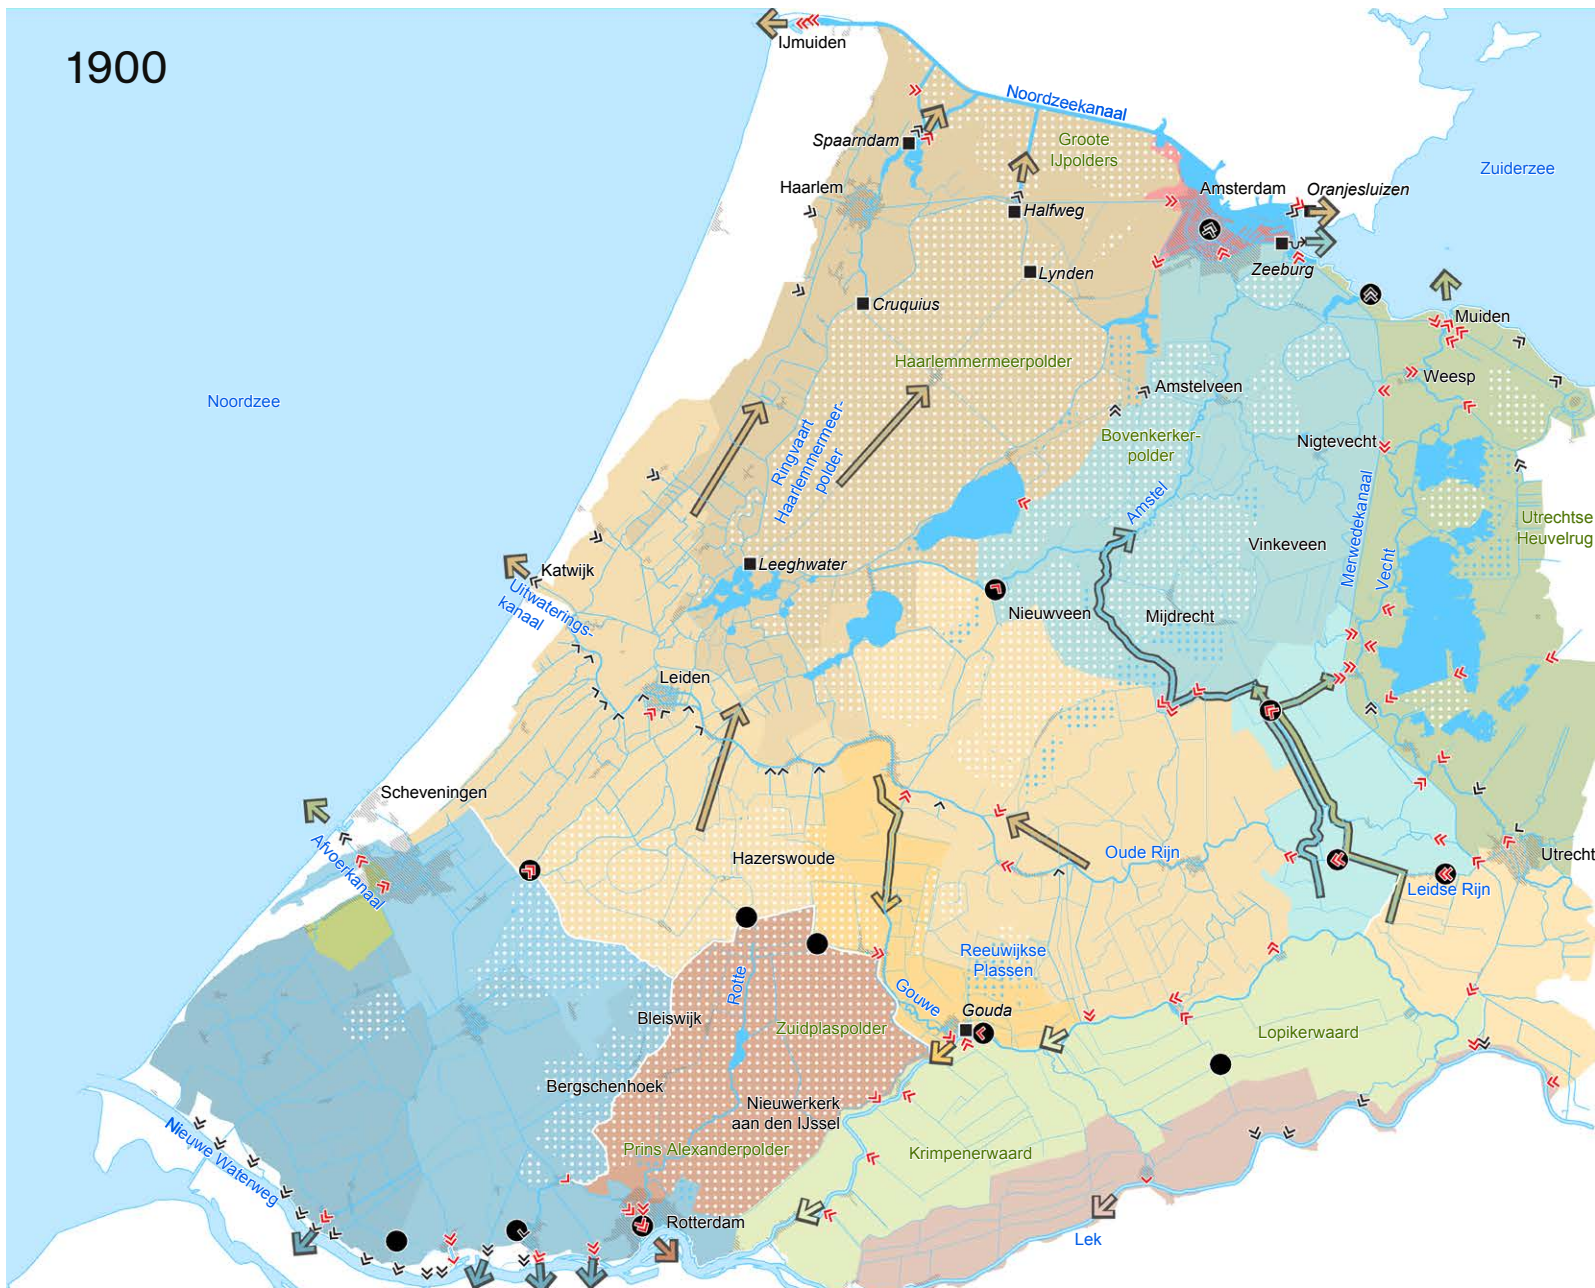 1900
IJmuiden
Noordzeekanaal
Spaarndam
Groote
IJpolders
Zuiderzee
Haarlem
Amsterdam
Oranjesluizen
Halfweg
Lynden
Zeeburg
Cruquius
Muiden
Haarlemmermeerpolder
Weesp
Amstelveen
Noordzee
Ringvaart
Haarlemmermeer-
polder
Bovenkerker-
polder
Nigtevecht
Amstel
Merwedekanaal
Utrechtse
Heuvelrug
Vinkeveen
Vecht
Leeghwater
Katwijk
Uitwaterings-
kanaal
Nieuwveen
Mijdrecht
Leiden
Scheveningen
Afvoerkanaal
Hazerswoude
Oude Rijn
Utrecht
Leidse Rijn
Reeuwijkse
Plassen
Rotte
Gouwe
Gouda
Bleiswijk
Zuidplaspolder
Lopikerwaard
Bergschenhoek
Nieuwerkerk
aan den IJssel
Prins Alexanderpolder
Krimpenerwaard
Nieuwe Waterweg
Rotterdam
Lek